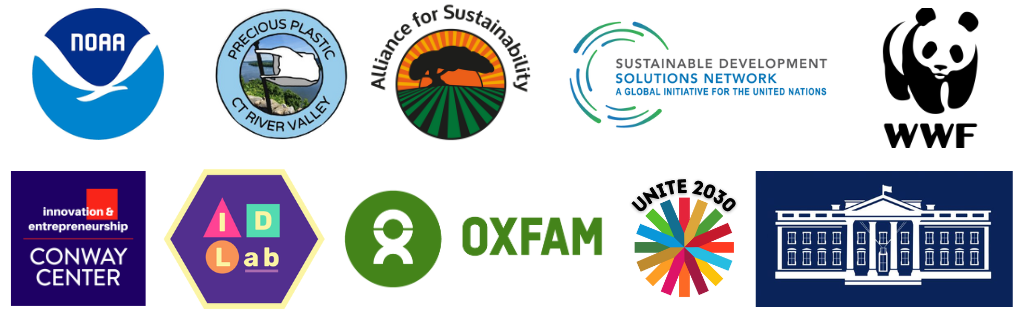 NOAA
PRECIOUS PLASTIC
CT RIVER VALLEY
Alliance for Sustainability
SUSTAINABLE DEVELOPMENT
SOLUTIONS NETWORK
A GLOBAL INITIATIVE FOR THE UNITED NATIONS
WWF
innovation &
entrepreneurship
CONWAY
CENTER
I D
Lab
OXFAM
UNITE 2030